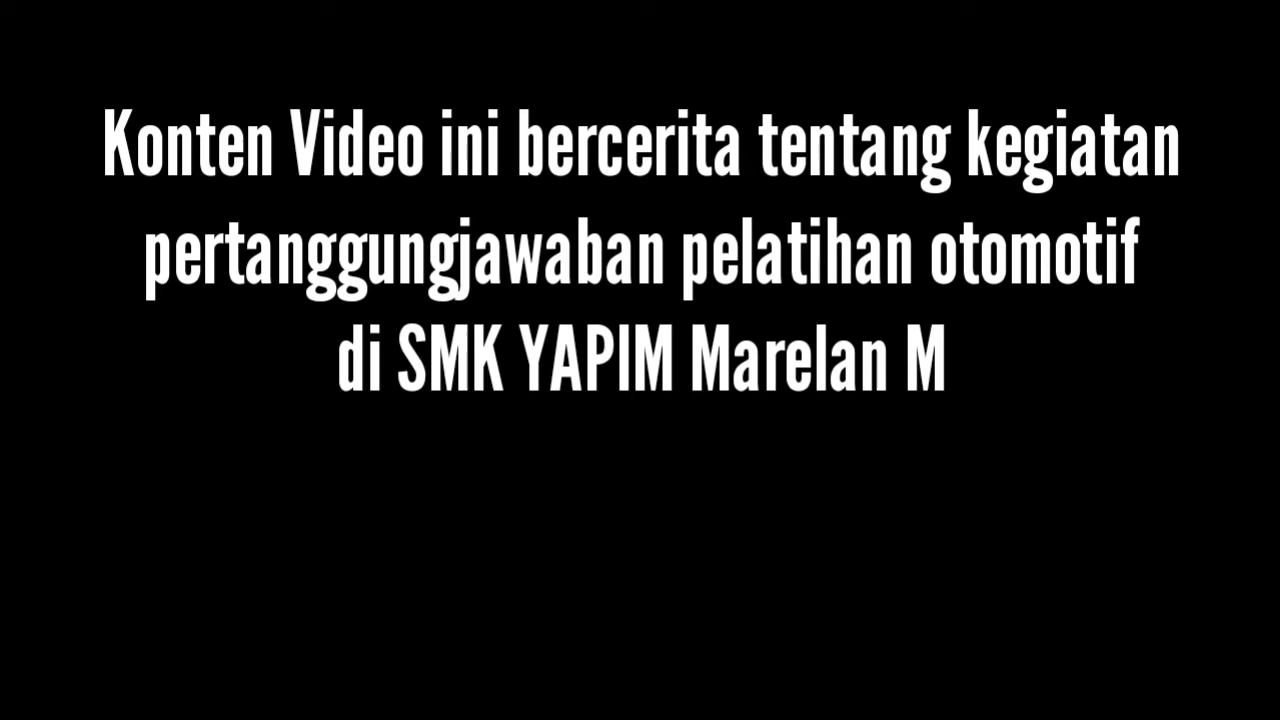 Konten Video ini bercerita tentang kegiatan
pertanggungjawaban pelatihan otomotif
di SMK YAPIM Marelan M